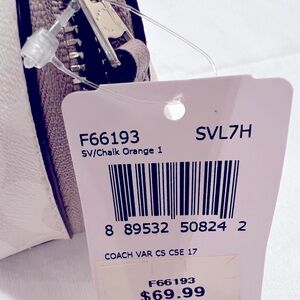 F66193 SVL7H
SV/Chalk Orange 1
8 89532 50824 2
COACH VAR CS CSE 17
F66193
$69.99